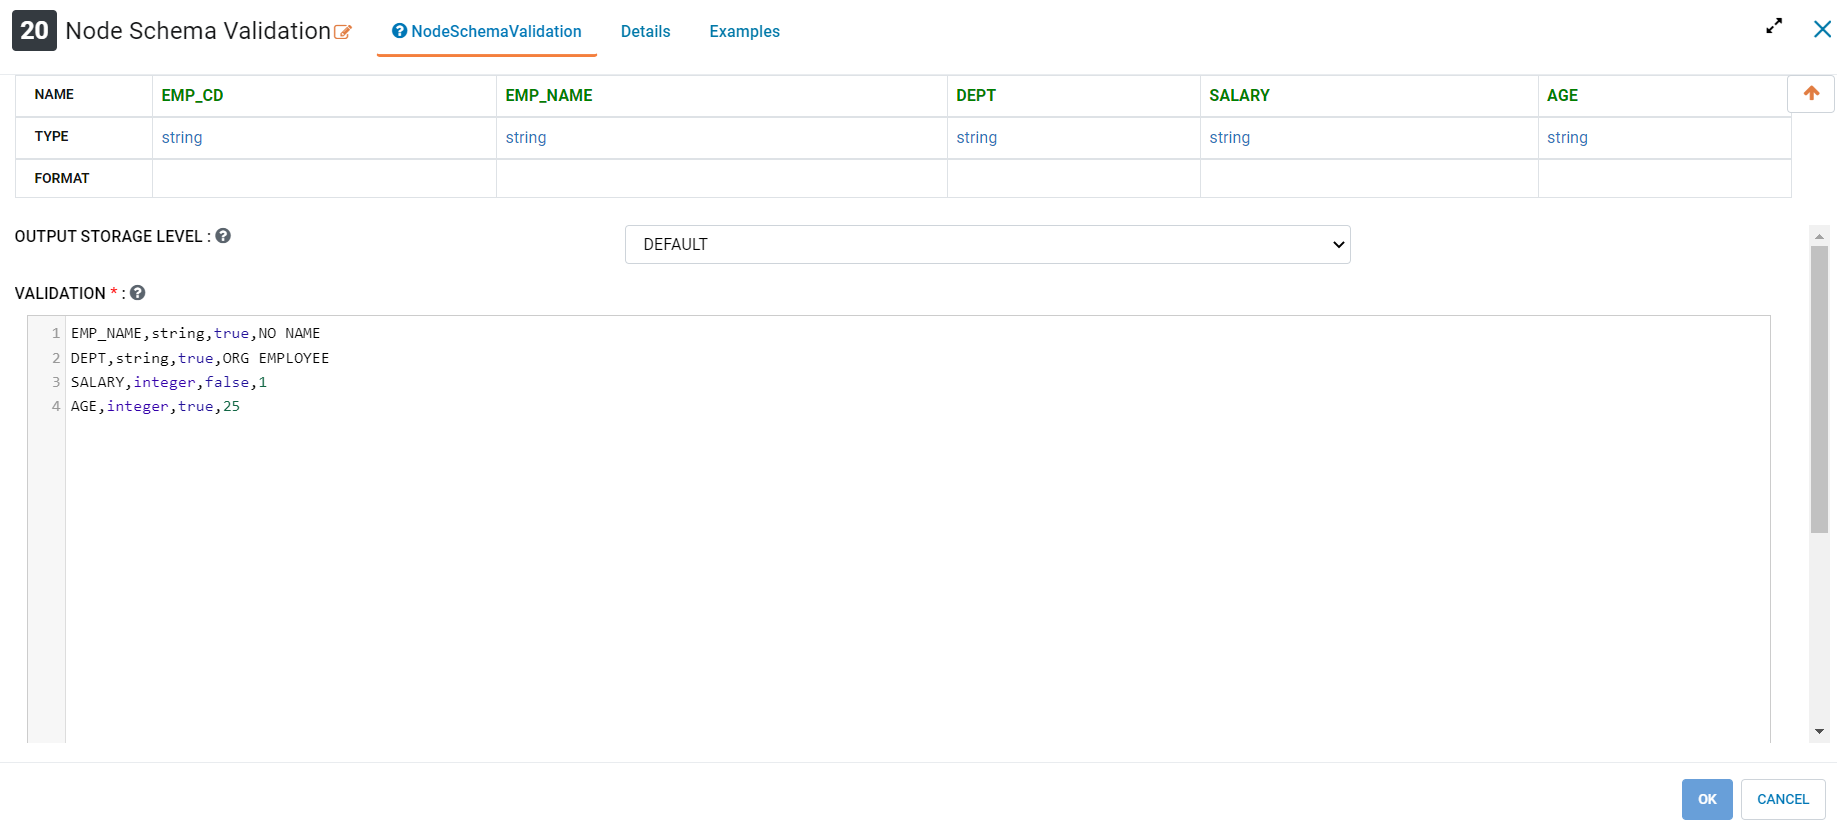 20 Node Schema Validation NodeSchemaValidation Details Examples
NAME EMP_CD EMP_NAME DEPT SALARY AGE
TYPE string string string string string
FORMAT
OUTPUT STORAGE LEVEL : DEFAULT
VALIDATION * :
1 EMP_NAME,string,true,NO NAME
2 DEPT,string,true,ORG EMPLOYEE
3 SALARY,integer,false,1
4 AGE,integer,true,25
OK CANCEL